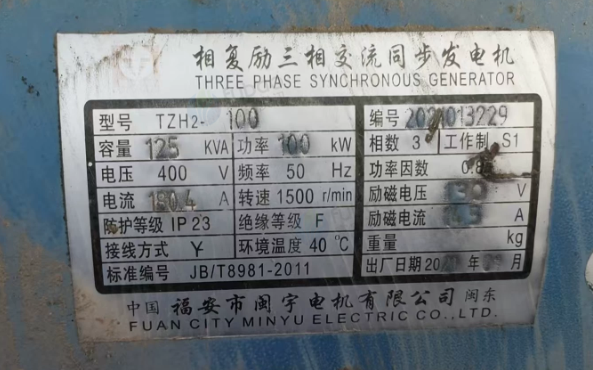 相复励三相交流同步发电机
THREE PHASE SYNCHRONOUS GENERATOR
型号 TZH2- 100 编号
容量 125 KVA 功率 100 kW 相数 3 工作制 S1
电压 400 V 频率 50 Hz 功率因数
电流 180.4 A 转速 1500 r/min 励磁电压 V
防护等级 IP 23 绝缘等级 F 励磁电流 A
接线方式 Y 环境温度 40 ℃ 重量 kg
标准编号 JB/T8981-2011 出厂日期 年 月
中国 福安市闽宇电机有限公司 闽东
FUAN CITY MINYU ELECTRIC CO.,LTD.